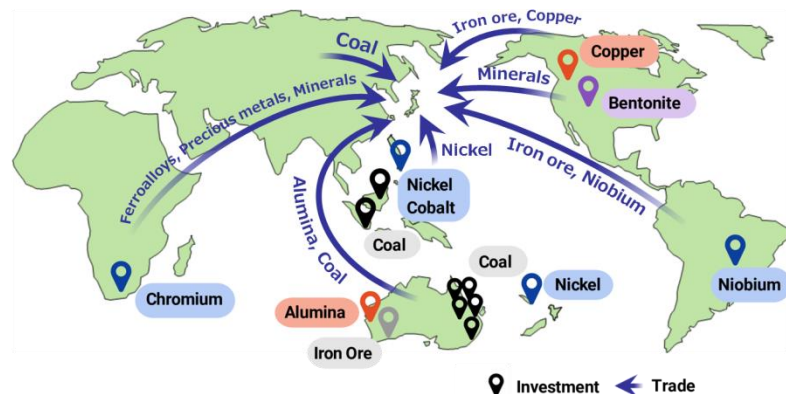 Iron ore, Copper
Coal
Copper
Minerals
Bentonite
Ferroalloys, Precious metals, Minerals
Nickel
Iron ore, Niobium
Nickel
Cobalt
Alumina, Coal
Coal
Coal
Chromium
Nickel
Niobium
Alumina
Iron Ore
Investment
Trade